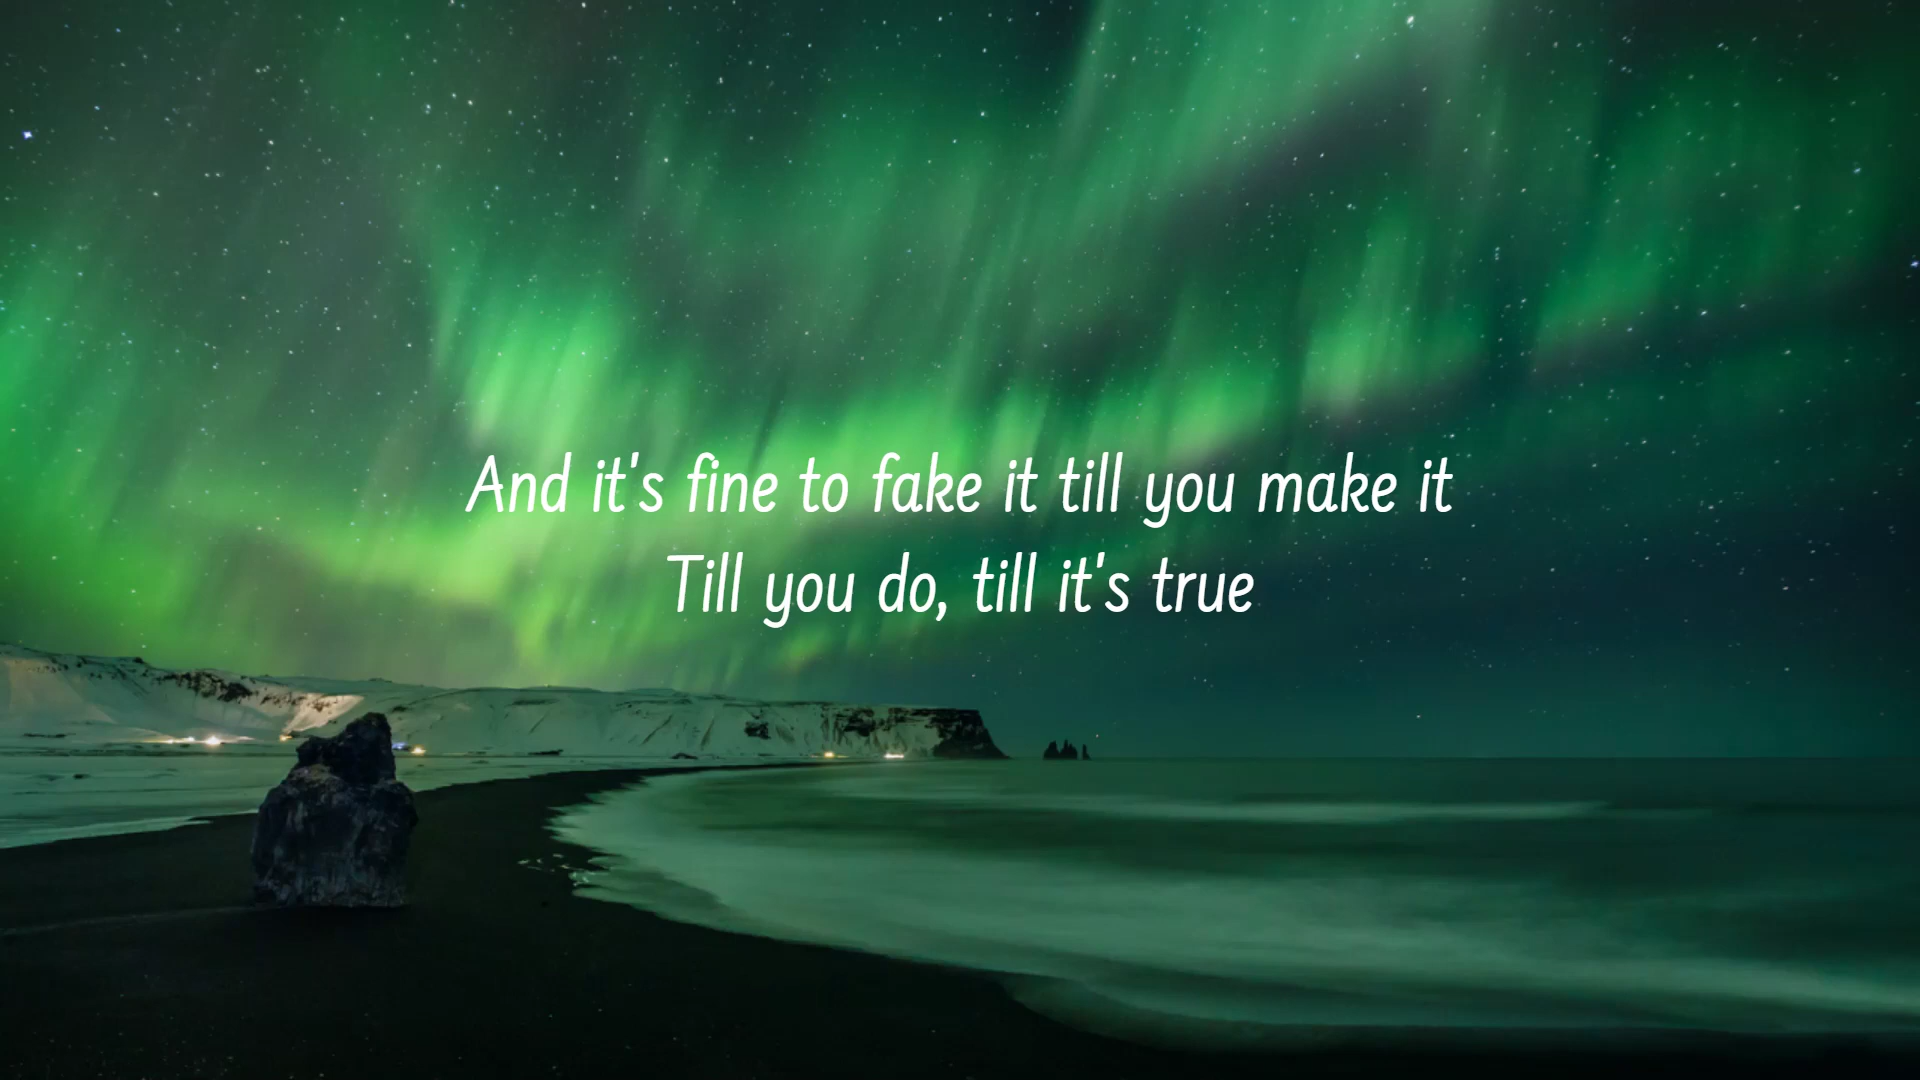 And it's fine to fake it till you make it
Till you do, till it's true